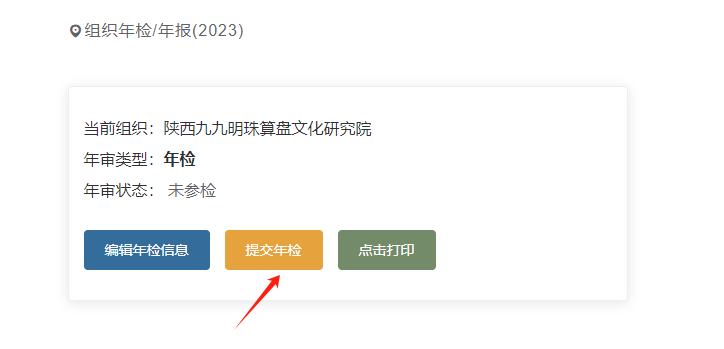 组织年检/年报(2023)
当前组织：陕西九九明珠算盘文化研究院
年审类型：年检
年审状态： 未参检
编辑年检信息 提交年检 点击打印